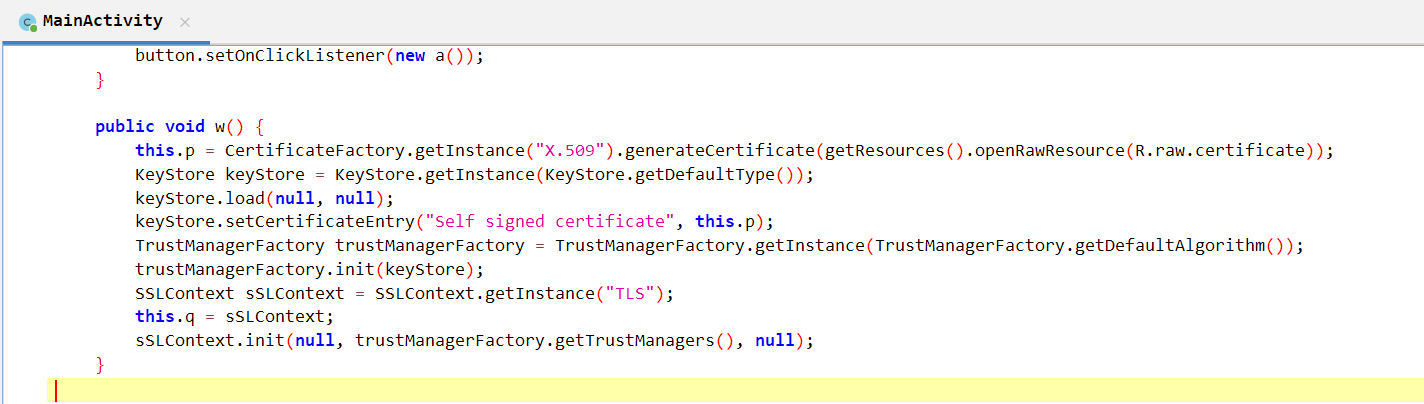 MainActivity
button.setOnClickListener(new a());
}
public void w() {
this.p = CertificateFactory.getInstance("X.509").generateCertificate(getResources().openRawResource(R.raw.certificate));
KeyStore keyStore = KeyStore.getInstance(KeyStore.getDefaultType());
keyStore.load(null, null);
keyStore.setCertificateEntry("Self signed certificate", this.p);
TrustManagerFactory trustManagerFactory = TrustManagerFactory.getInstance(TrustManagerFactory.getDefaultAlgorithm());
trustManagerFactory.init(keyStore);
SSLContext sSLContext = SSLContext.getInstance("TLS");
this.q = sSLContext;
sSLContext.init(null, trustManagerFactory.getTrustManagers(), null);
}